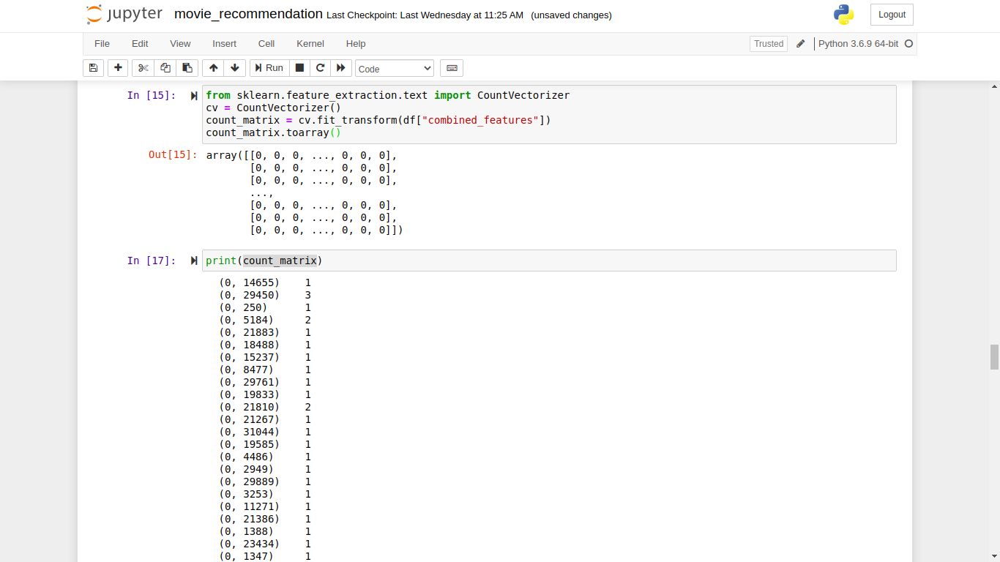 jupyter movie_recommendation Last Checkpoint: Last Wednesday at 11:25 AM (unsaved changes) Logout
File Edit View Insert Cell Kernel Help Trusted Python 3.6.9 64-bit
Run Code
In [15]: from sklearn.feature_extraction.text import CountVectorizer
cv = CountVectorizer()
count_matrix = cv.fit_transform(df["combined_features"])
count_matrix.toarray()
Out[15]: array([[0, 0, 0, ..., 0, 0, 0],
[0, 0, 0, ..., 0, 0, 0],
[0, 0, 0, ..., 0, 0, 0],
...,
[0, 0, 0, ..., 0, 0, 0],
[0, 0, 0, ..., 0, 0, 0],
[0, 0, 0, ..., 0, 0, 0]])
In [17]: print(count_matrix)
(0, 14655) 1
(0, 29450) 3
(0, 250) 1
(0, 5184) 2
(0, 21883) 1
(0, 18488) 1
(0, 15237) 1
(0, 8477) 1
(0, 29761) 1
(0, 19833) 1
(0, 21810) 2
(0, 21267) 1
(0, 31044) 1
(0, 19585) 1
(0, 4486) 1
(0, 2949) 1
(0, 29889) 1
(0, 3253) 1
(0, 11271) 1
(0, 21386) 1
(0, 1388) 1
(0, 23434) 1
(0, 1347) 1